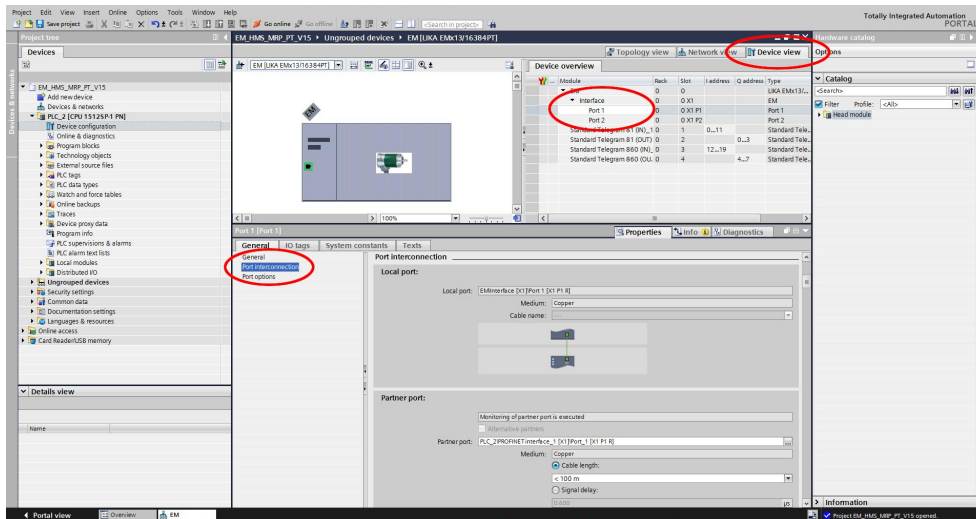 Project Edit View Insert Online Options Tools Window Help
Totally Integrated Automation
PORTAL
Save project
Go online
Go offline
<Search in project>
Project tree
EM_HMS_MRP_PT_V15 ▸ Ungrouped devices ▸ EM [LIKA EMx13/16384PT]
Hardware catalog
Devices
Topology view
Network view
Device view
Options
EM [LIKA EMx13/16384PT]
Device overview
Module
Rack
Slot
I address
Q address
Type
0
0
LIKA EMx13/...
Interface
0
0 X1
EM
Port 1
0
0 X1 P1
Port 1
Port 2
0
0 X1 P2
Port 2
Standard Telegram 81 (IN)_1
0
1
0...11
Standard Tele...
Standard Telegram 81 (OUT)
0
2
0...3
Standard Tele...
Standard Telegram 860 (IN)_
0
3
12...19
Standard Tele...
Standard Telegram 860 (OU.
0
4
4...7
Standard Tele...
Catalog
<Search>
Filter
Profile:
<All>
Head module
EM_HMS_MRP_PT_V15
Add new device
Devices & networks
PLC_2 [CPU 1512SP-1 PN]
Device configuration
Online & diagnostics
Program blocks
Technology objects
External source files
PLC tags
PLC data types
Watch and force tables
Online backups
Traces
Device proxy data
Program info
PLC supervisions & alarms
PLC alarm text lists
Local modules
Distributed I/O
Ungrouped devices
Security settings
Common data
Documentation settings
Languages & resources
Online access
Card Reader/USB memory
Devices & networks
EM
100%
Port 1 [Port 1]
Properties
Info
Diagnostics
General
IO tags
System constants
Texts
General
Port interconnection
Port options
Port interconnection
Local port:
Local port:
EM\Interface [X1]\Port 1 [X1 P1 R]
Medium:
Copper
Cable name:
---
Partner port:
Monitoring of partner port is executed
Alternative partners
Partner port:
PLC_2\PROFINET interface_1 [X1]\Port_1 [X1 P1 R]
Medium:
Copper
Cable length:
< 100 m
Signal delay:
0.600
µs
Details view
Name
Information
Portal view
Overview
EM
Project EM_HMS_MRP_PT_V15 opened.